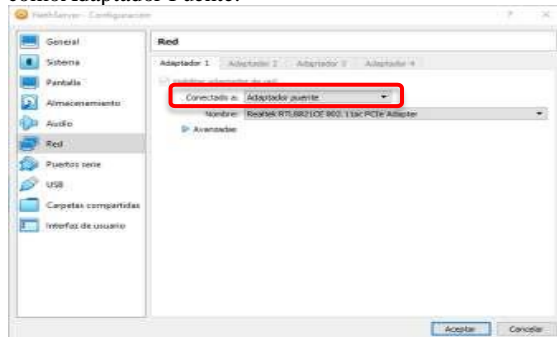 como:Adaptador Puente.
NethServer - Configuración
General
Red
Sistema
Adaptador 1 Adaptador 2 Adaptador 3 Adaptador 4
Pantalla
Habilitar adaptador de red
Almacenamiento
Conectado a: Adaptador puente
Audio
Nombre: Realtek RTL8821CE 802.11ac PCIe Adapter
Red
Avanzadas
Puertos serie
USB
Carpetas compartidas
Interfaz de usuario
Aceptar Cancelar